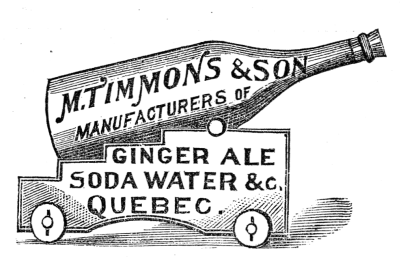 M. TIMMONS & SON
MANUFACTURERS OF
GINGER ALE
SODA WATER &c.
QUEBEC.